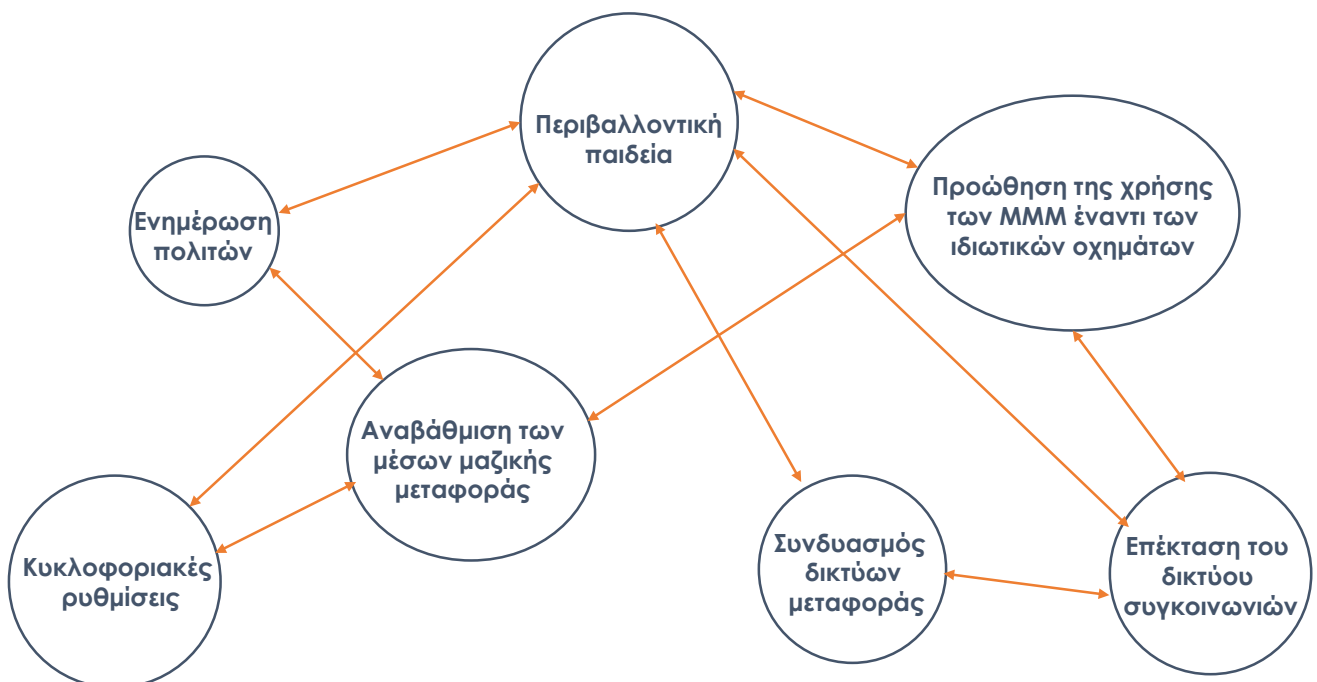 Περιβαλλοντική
παιδεία
Προώθηση της χρήσης
των ΜΜΜ έναντι των
ιδιωτικών οχημάτων
Ενημέρωση
πολιτών
Αναβάθμιση των
μέσων μαζικής
μεταφοράς
Κυκλοφοριακές
ρυθμίσεις
Συνδυασμός
δικτύων
μεταφοράς
Επέκταση του
δικτύου
συγκοινωνιών